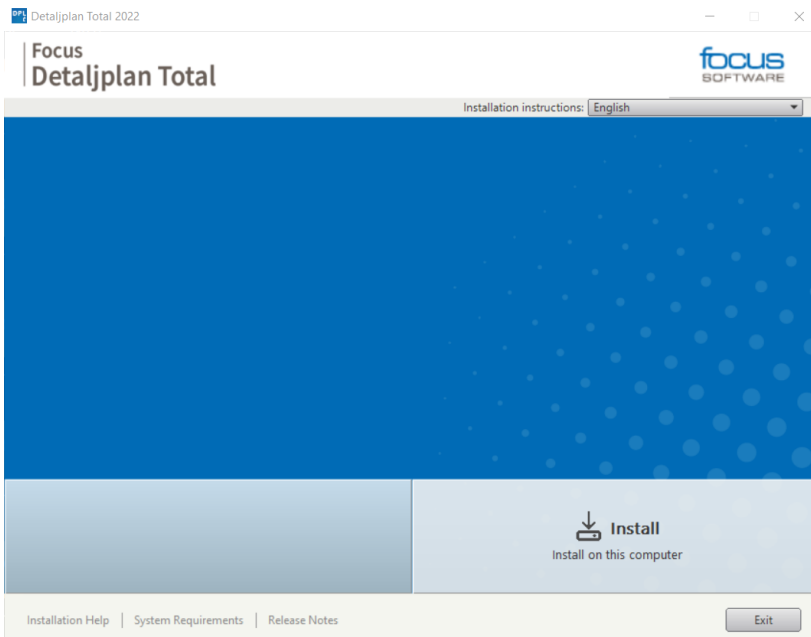 DPL
Detaljplan Total 2022
Focus
Detaljplan Total
focus
SOFTWARE
Installation instructions: English
Install
Install on this computer
Installation Help System Requirements Release Notes Exit